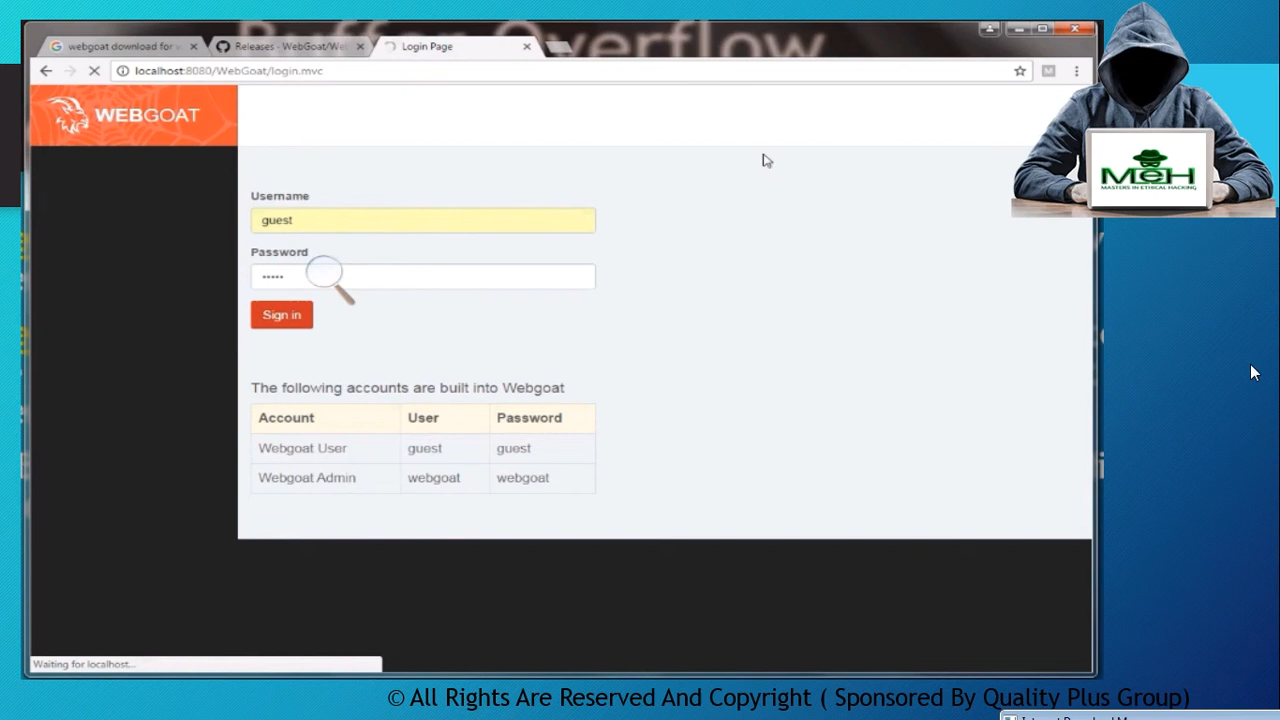 Buffer Overflow
webgoat download for w
Releases - WebGoat/We
Login Page
localhost:8080/WebGoat/login.mvc
WEBGOAT
MEH
MASTERS IN ETHICAL HACKING
Username
guest
Password
•••••
Sign in
The following accounts are built into Webgoat
Account User Password
Webgoat User guest guest
Webgoat Admin webgoat webgoat
Waiting for localhost...
© All Rights Are Reserved And Copyright ( Sponsored By Quality Plus Group)